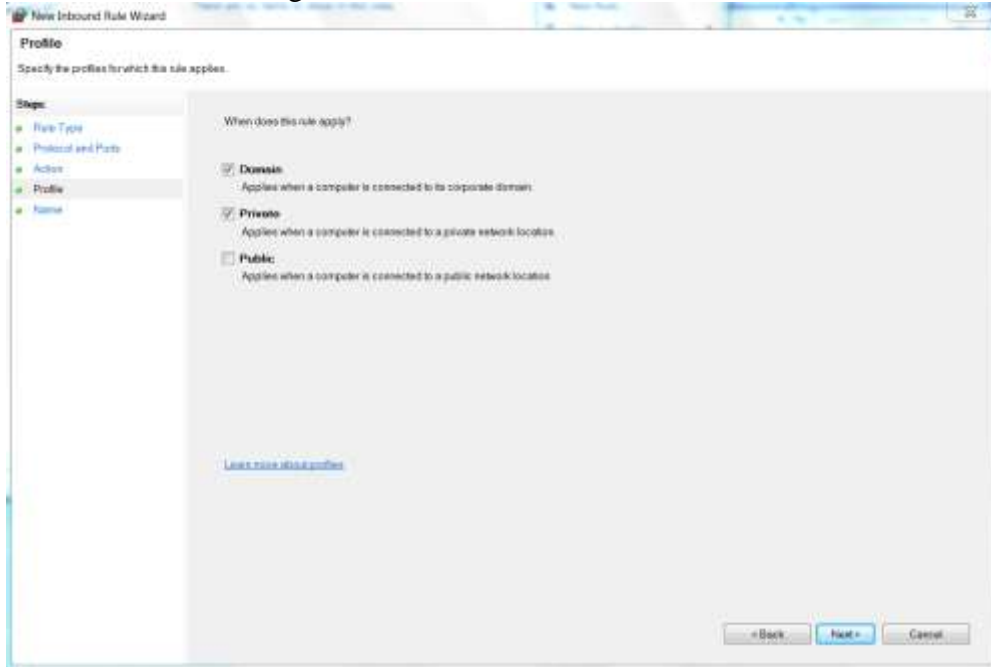 New Inbound Rule Wizard
Profile
Specify the profiles for which this rule applies.
Steps:
Rule Type
Protocol and Ports
Action
Profile
Name
When does this rule apply?
Domain
Applies when a computer is connected to its corporate domain.
Private
Applies when a computer is connected to a private network location.
Public
Applies when a computer is connected to a public network location.
Learn more about profiles
< Back
Next >
Cancel